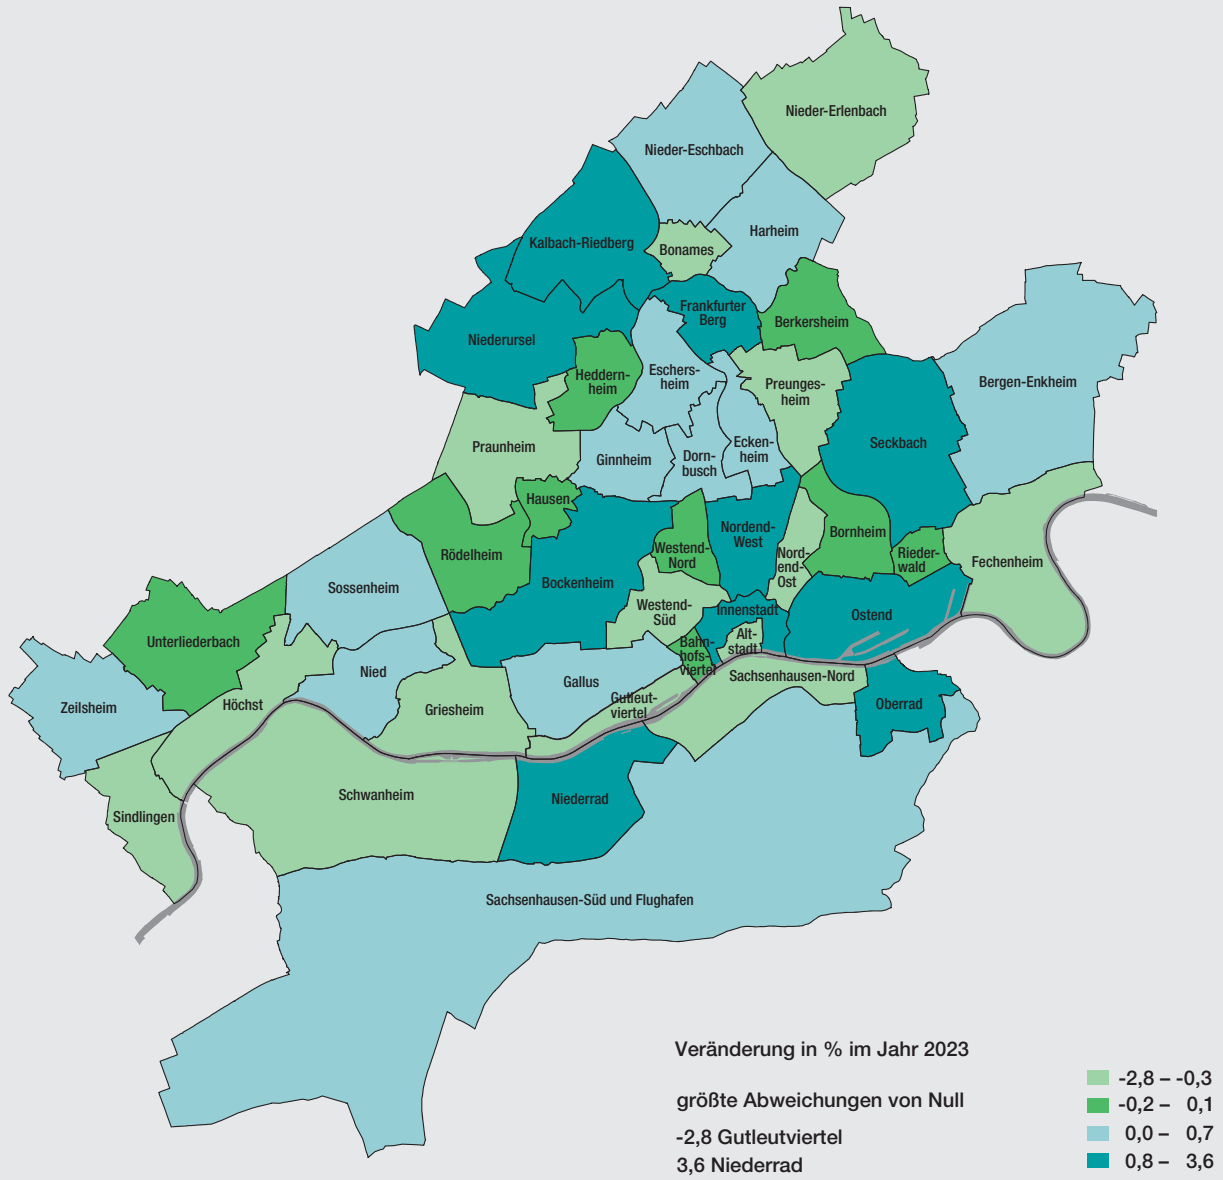 Nieder-Erlenbach
Nieder-Eschbach
Harheim
Kalbach-Riedberg
Bonames
Frankfurter
Berg
Berkersheim
Niederursel
Heddern-
heim
Eschers-
heim
Preunges-
heim
Bergen-Enkheim
Seckbach
Praunheim
Ginnheim
Dorn-
busch
Ecken-
heim
Hausen
Rödelheim
Bockenheim
Westend-
Nord
Nordend-
West
Nord-
end-
Ost
Bornheim
Rieder-
wald
Fechenheim
Sossenheim
Westend-
Süd
Innenstadt
Ostend
Unterliederbach
Alt-
stadt
Bahn-
hofs-
viertel
Nied
Gallus
Gutleut-
viertel
Sachsenhausen-Nord
Zeilsheim
Höchst
Griesheim
Oberrad
Sindlingen
Schwanheim
Niederrad
Sachsenhausen-Süd und Flughafen
Veränderung in % im Jahr 2023
größte Abweichungen von Null
-2,8 Gutleutviertel
3,6 Niederrad
-2,8 – -0,3
-0,2 – 0,1
0,0 – 0,7
0,8 – 3,6